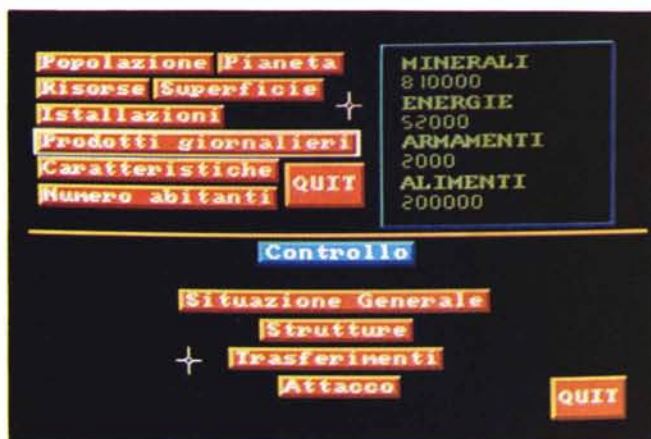 Popolazione Pianeta
Risorse Superficie
Istallazioni
Prodotti giornalieri
Caratteristiche
Numero abitanti
QUIT
MINERALI
810000
ENERGIE
52000
ARMAMENTI
2000
ALIMENTI
200000
Controllo
Situazione Generale
Strutture
Trasferimenti
Attacco
QUIT